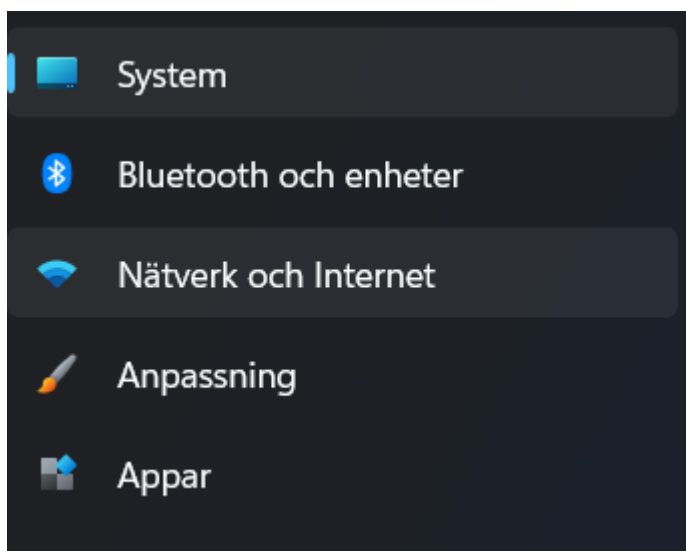 System
Bluetooth och enheter
Nätverk och Internet
Anpassning
Appar